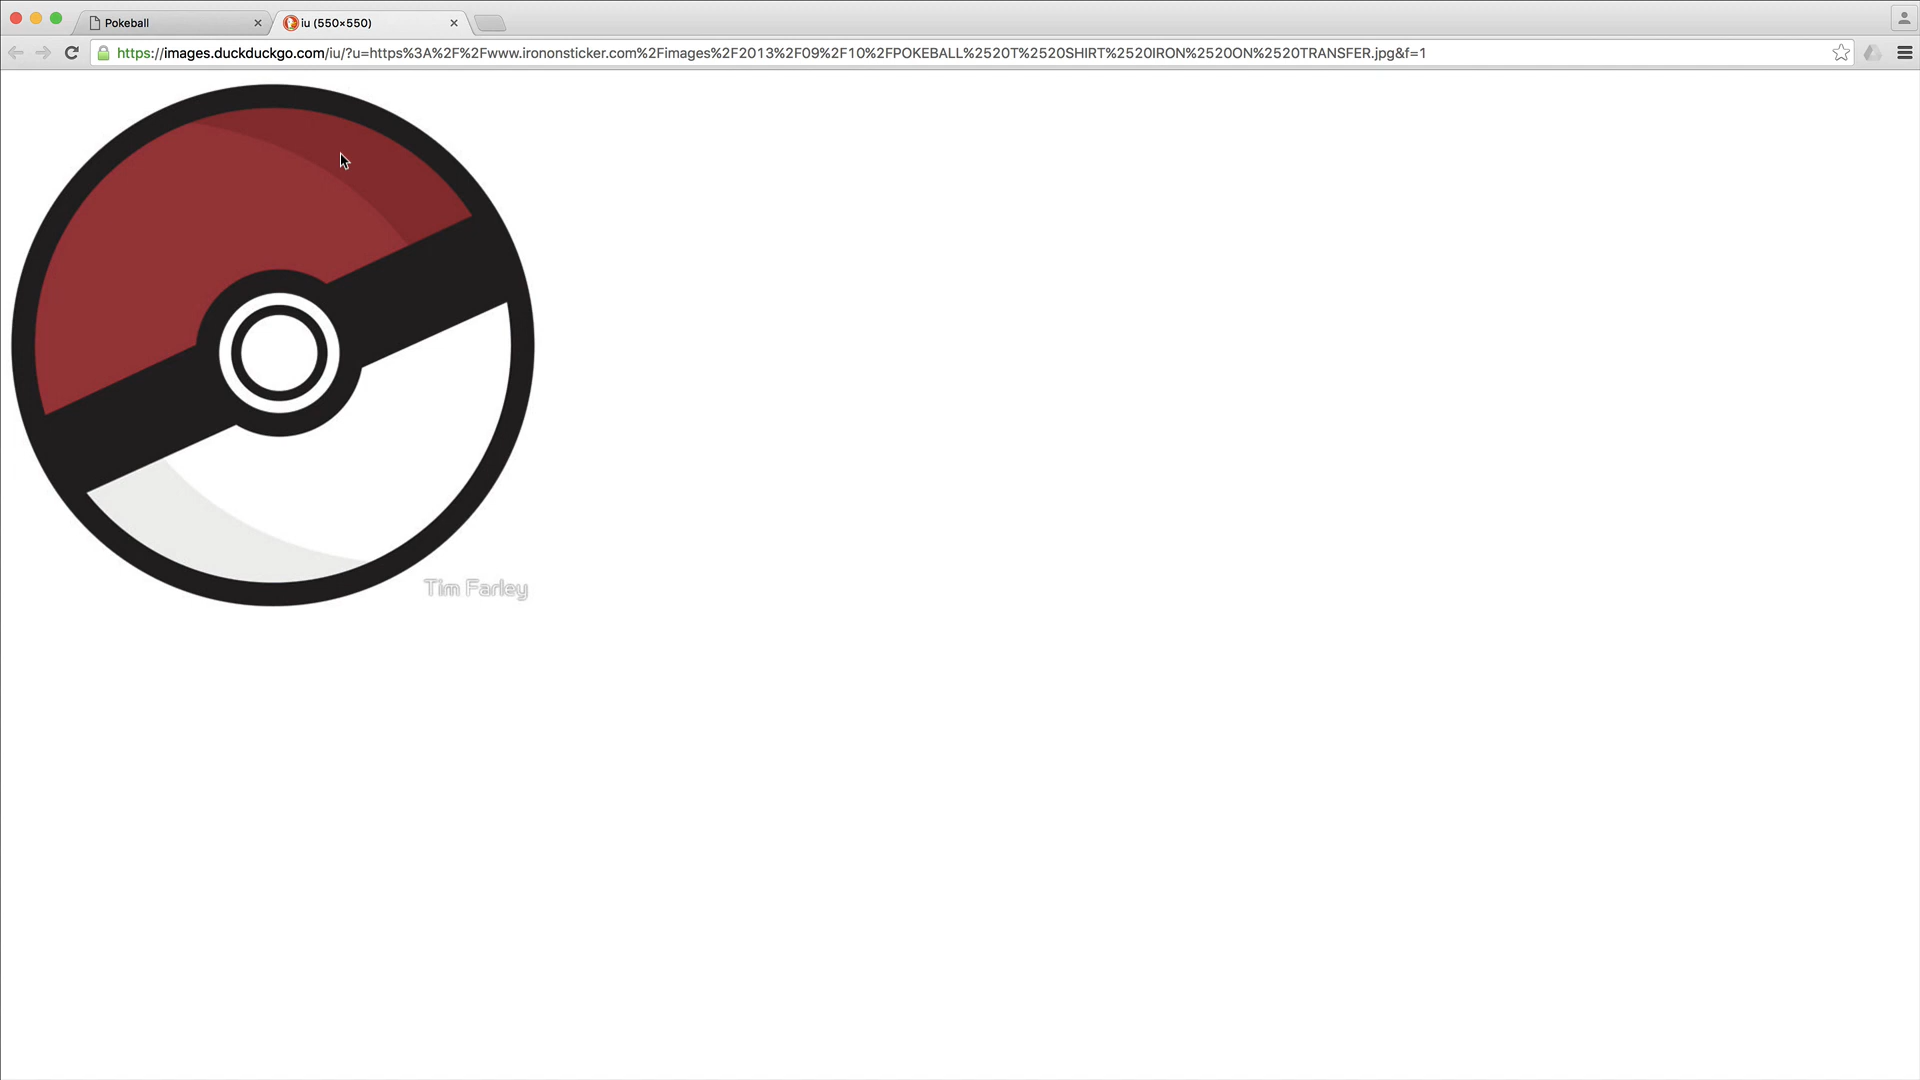 Pokeball
iu (550×550)
https://images.duckduckgo.com/iu/?u=https%3A%2F%2Fwww.irononsticker.com%2Fimages%2F2013%2F09%2F10%2FPOKEBALL%2520T%2520SHIRT%2520IRON%2520ON%2520TRANSFER.jpg&f=1
Tim Farley